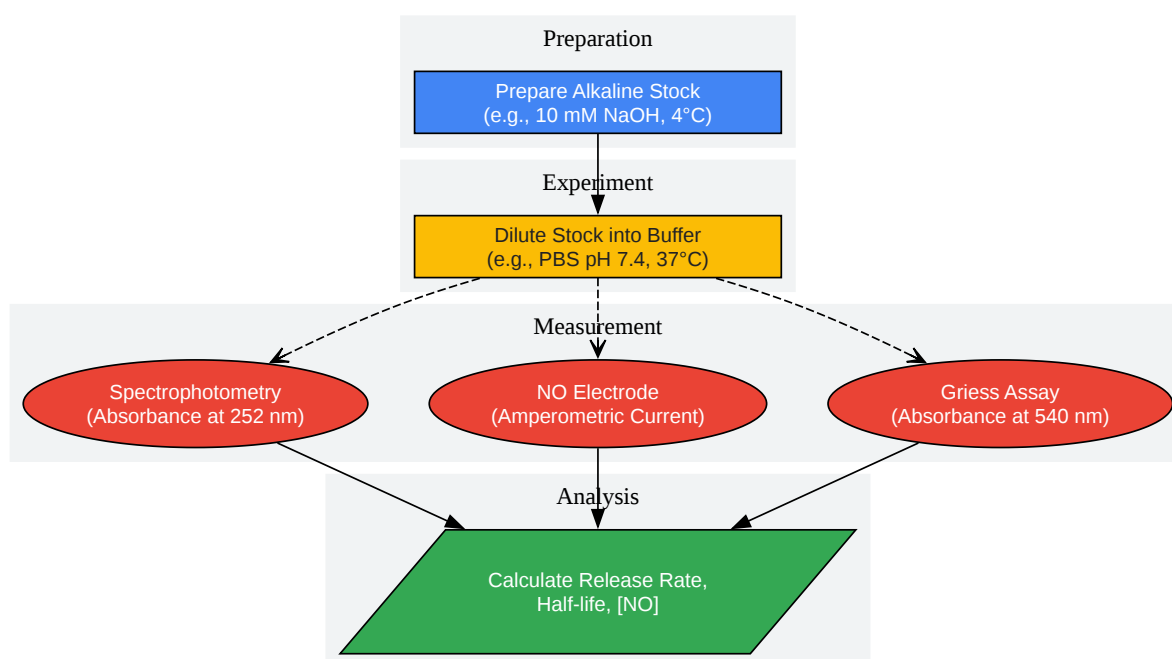 Preparation
Prepare Alkaline Stock
(e.g., 10 mM NaOH, 4°C)
Experiment
Dilute Stock into Buffer
(e.g., PBS pH 7.4, 37°C)
Measurement
Spectrophotometry
(Absorbance at 252 nm)
NO Electrode
(Amperometric Current)
Griess Assay
(Absorbance at 540 nm)
Analysis
Calculate Release Rate,
Half-life, [NO]